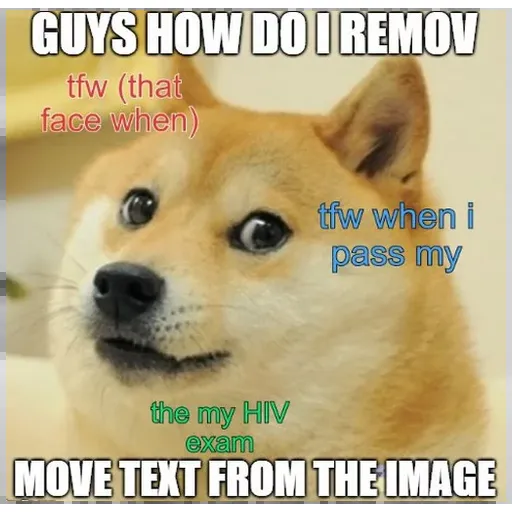 GUYS HOW DO I REMOV
tfw (that
face when)
tfw when i
pass my
the my HIV
exam
MOVE TEXT FROM THE IMAGE